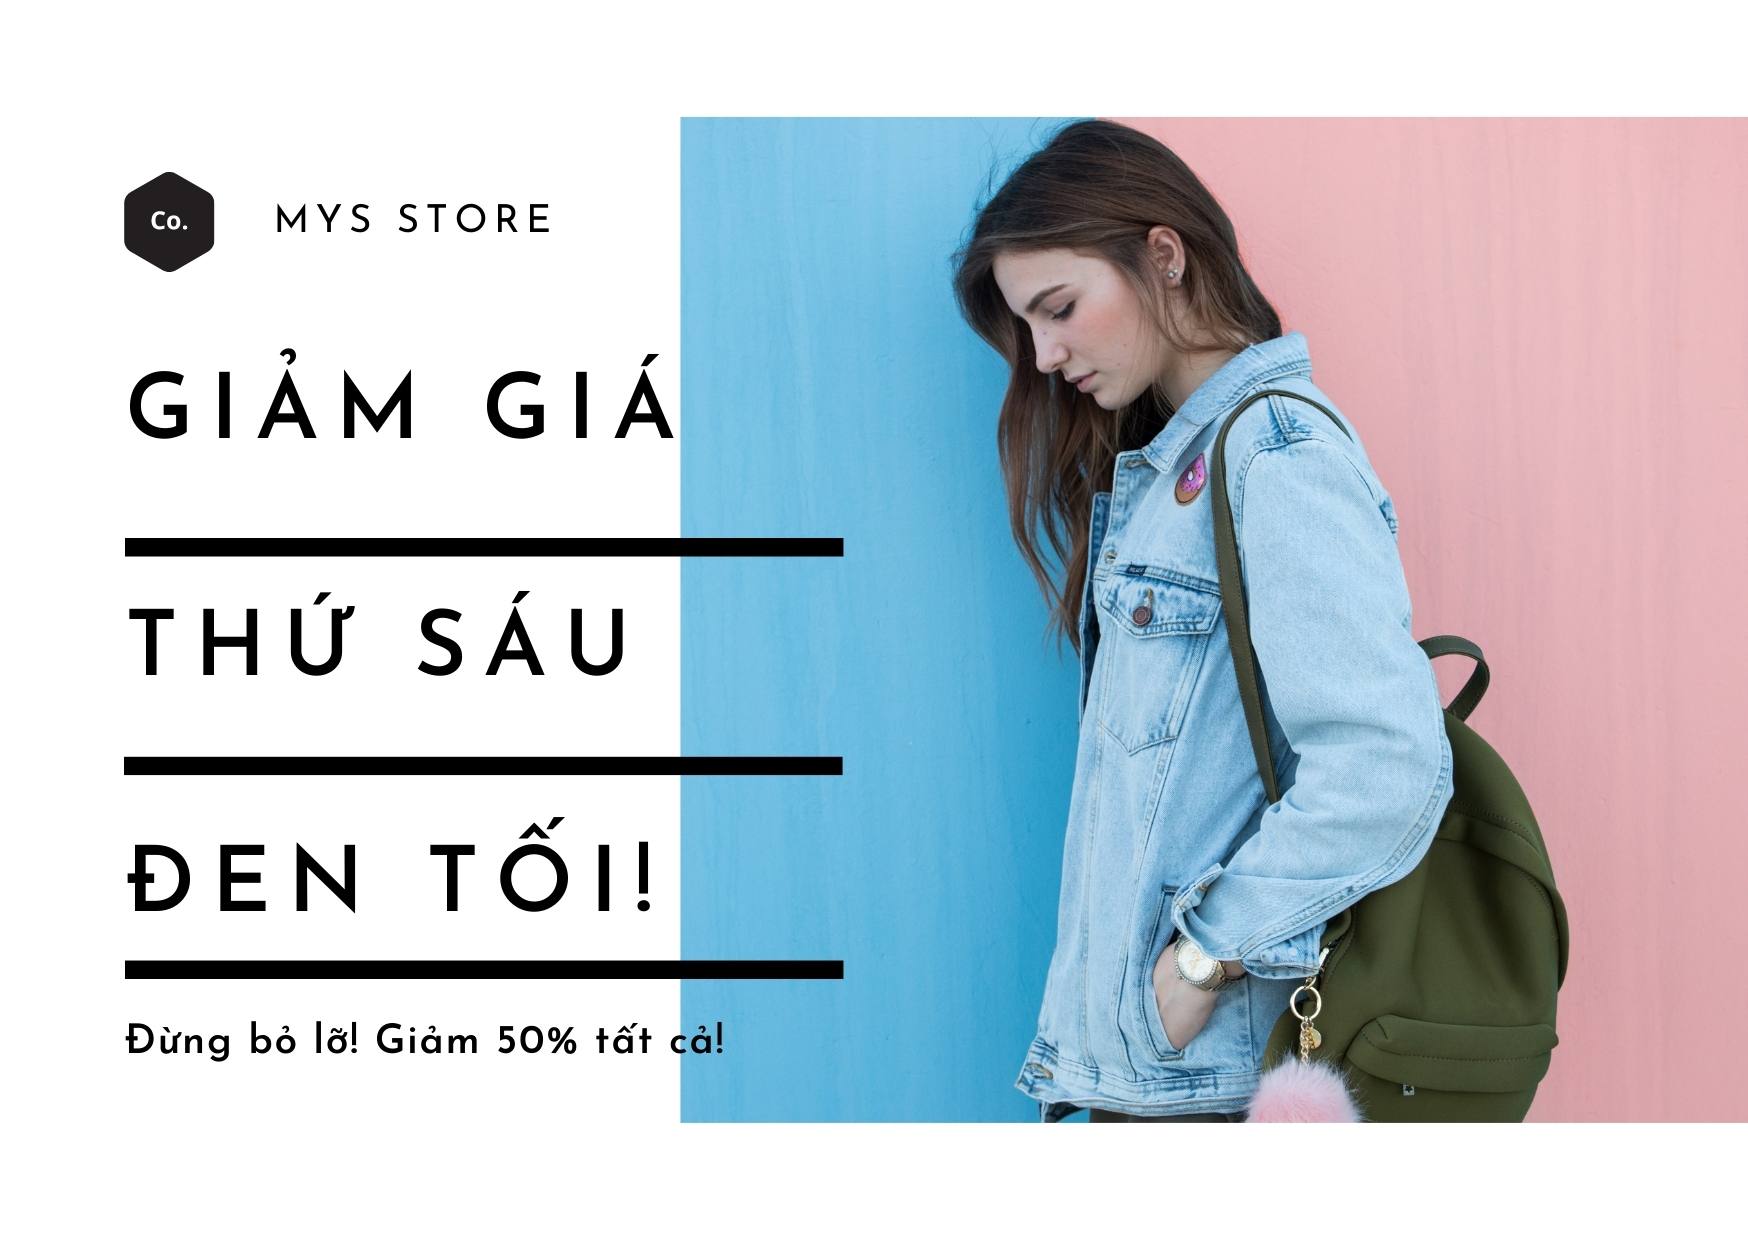 Co.
MYS STORE
GIẢM GIÁ
THỨ SÁU
ĐEN TỐI!
Đừng bỏ lỡ! Giảm 50% tất cả!